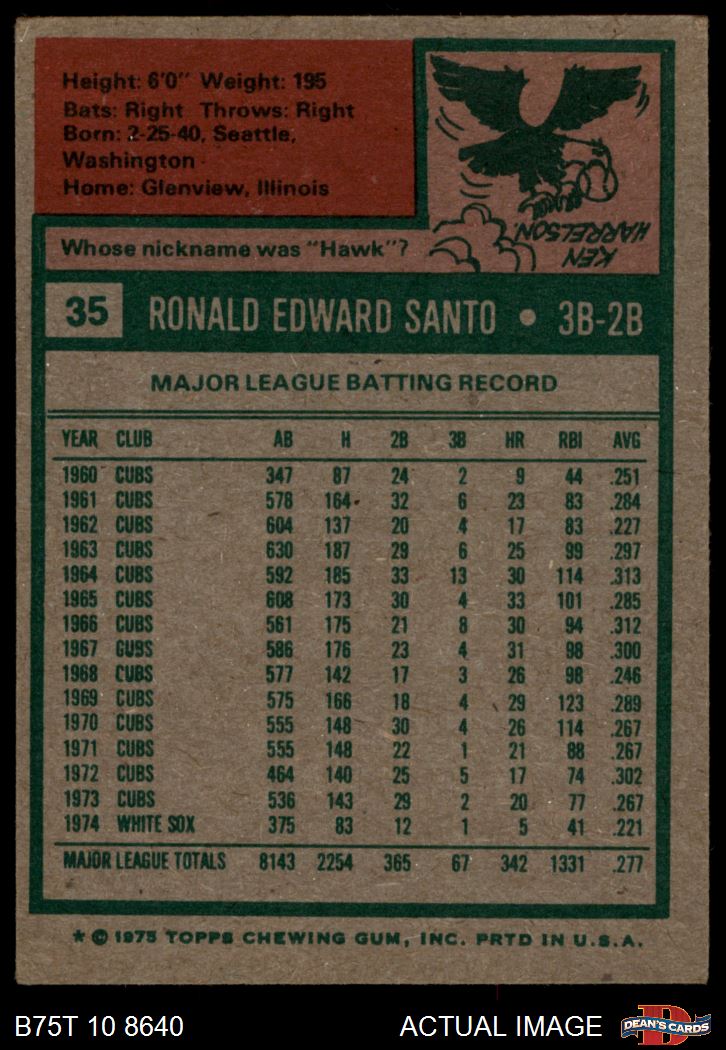 Height: 6'0" Weight: 195
Bats: Right Throws: Right
Born: 2-25-40, Seattle,
Washington
Home: Glenview, Illinois
KEN
HARRELSON
Whose nickname was "Hawk"?
35 RONALD EDWARD SANTO • 3B-2B
MAJOR LEAGUE BATTING RECORD
YEAR CLUB AB H 2B 3B HR RBI AVG
1960 CUBS 347 87 24 2 9 44 .251
1961 CUBS 578 164 32 6 23 83 .284
1962 CUBS 604 137 20 4 17 83 .227
1963 CUBS 630 187 29 6 25 99 .297
1964 CUBS 592 185 33 13 30 114 .313
1965 CUBS 608 173 30 4 33 101 .285
1966 CUBS 561 175 21 8 30 94 .312
1967 CUBS 586 176 23 4 31 98 .300
1968 CUBS 577 142 17 3 26 98 .246
1969 CUBS 575 166 18 4 29 123 .289
1970 CUBS 555 148 30 4 26 114 .267
1971 CUBS 555 148 22 1 21 88 .267
1972 CUBS 464 140 25 5 17 74 .302
1973 CUBS 536 143 29 2 20 77 .267
1974 WHITE SOX 375 83 12 1 5 41 .221
MAJOR LEAGUE TOTALS 8143 2254 365 67 342 1331 .277
* © 1975 TOPPS CHEWING GUM, INC. PRTD IN U.S.A.
B75T 10 8640 ACTUAL IMAGE DEAN'S CARDS